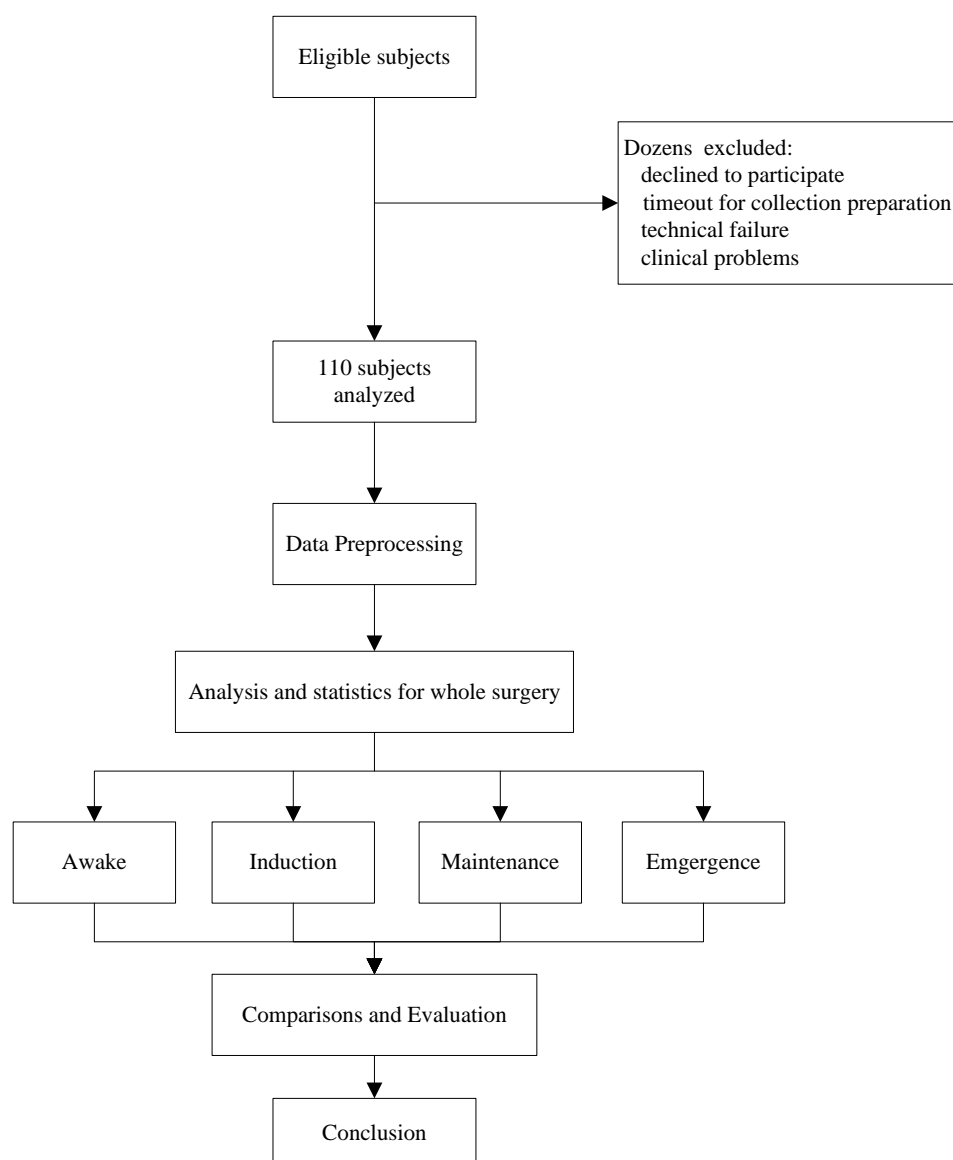 Eligible subjects
Dozens excluded:
declined to participate
timeout for collection preparation
technical failure
clinical problems
110 subjects
analyzed
Data Preprocessing
Analysis and statistics for whole surgery
Awake
Induction
Maintenance
Emgergence
Comparisons and Evaluation
Conclusion